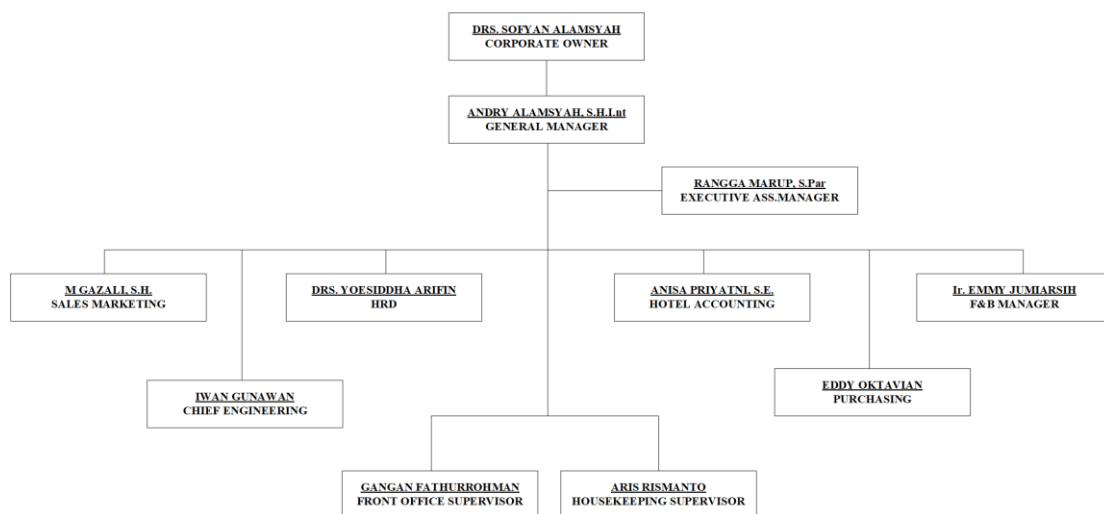 DRS. SOFYAN ALAMSYAH
CORPORATE OWNER
ANDRY ALAMSYAH, S.H.I.nt
GENERAL MANAGER
RANGGA MARUP, S.Par
EXECUTIVE ASS.MANAGER
M GAZALI, S.H.
SALES MARKETING
DRS. YOESIDDHA ARIFIN
HRD
ANISA PRIYATNI, S.E.
HOTEL ACCOUNTING
Ir. EMMY JUMIARSIH
F&B MANAGER
IWAN GUNAWAN
CHIEF ENGINEERING
EDDY OKTAVIAN
PURCHASING
GANGAN FATHURROHMAN
FRONT OFFICE SUPERVISOR
ARIS RISMANTO
HOUSEKEEPING SUPERVISOR